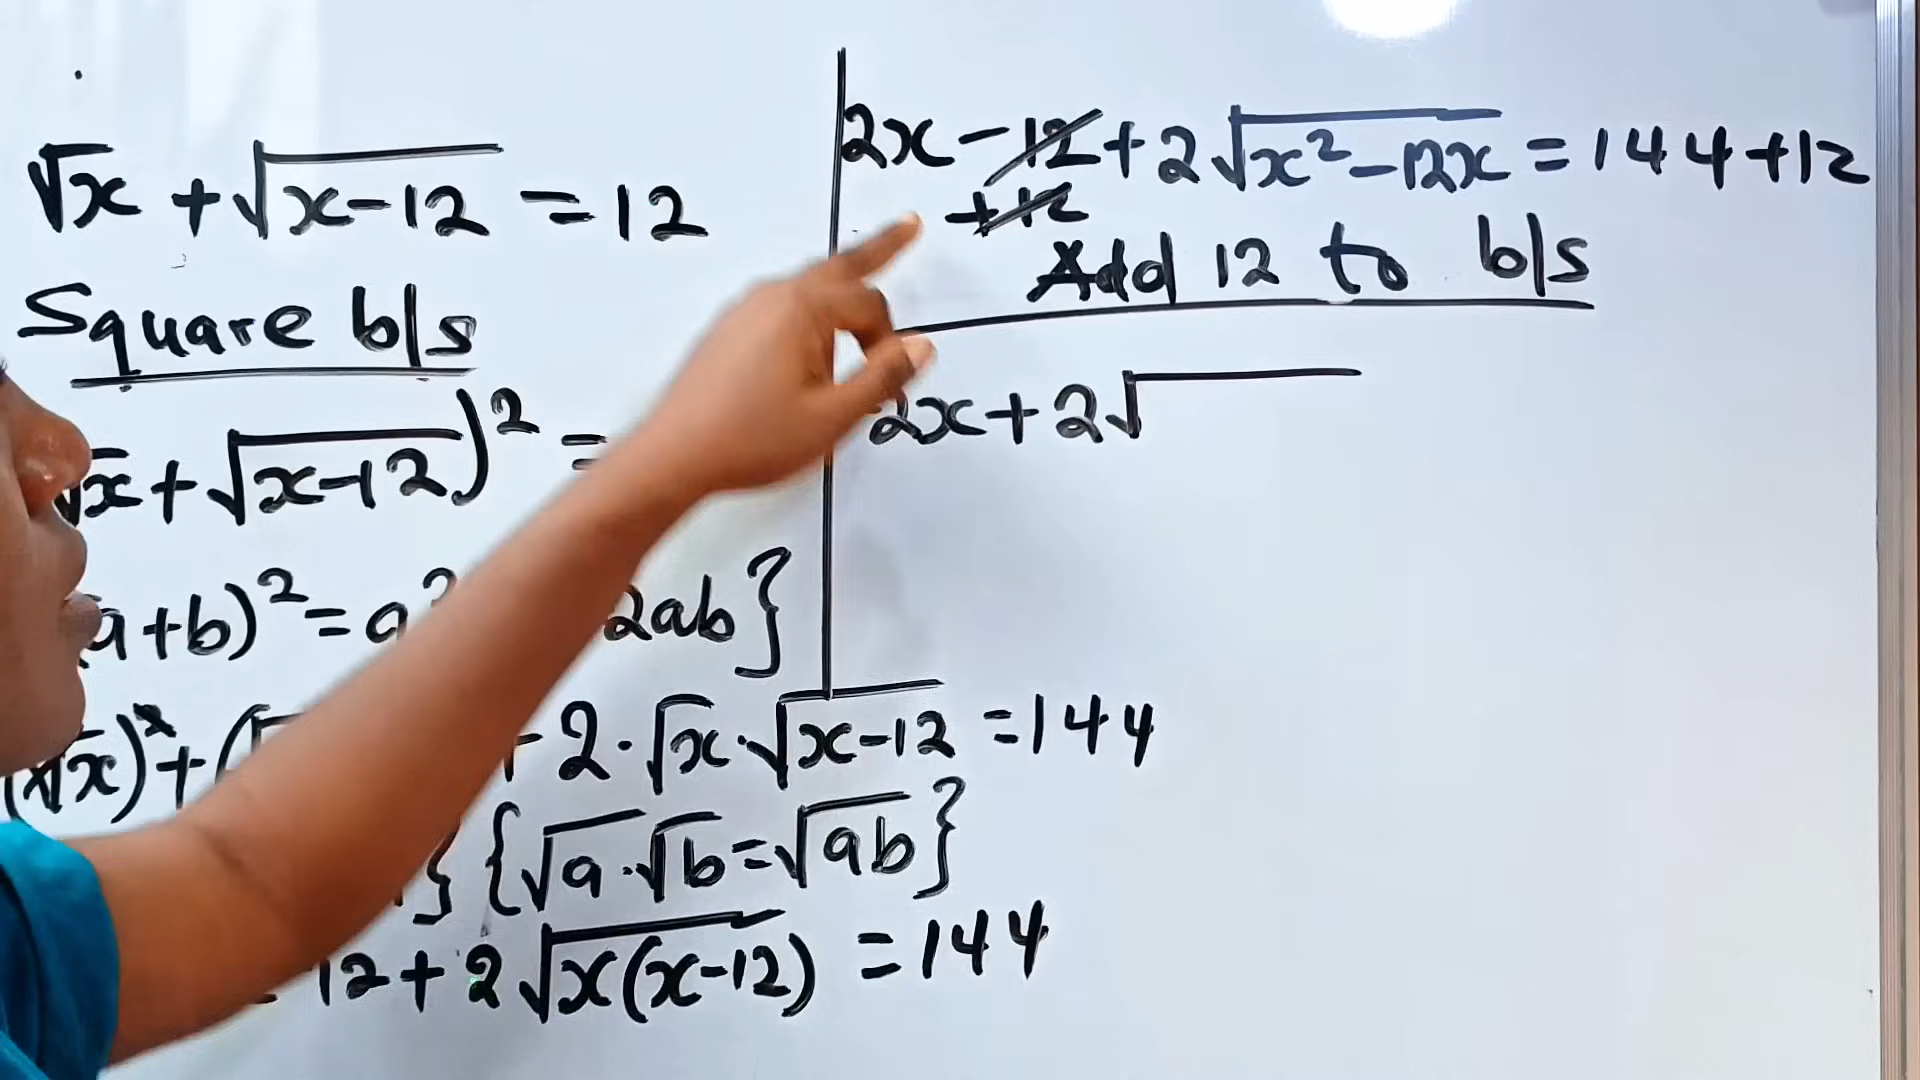 √x + √(x-12) = 12
Square b/s
√x + √(x-12))² =
(a+b)² = a² 2ab}
(√x)² + ( + 2·√x·√(x-12) = 144
} {√a·√b = √ab}
12 + 2√(x(x-12)) = 144
2x - 12 + 2√(x²-12x) = 144 + 12
+12
Add 12 to b/s
2x + 2√